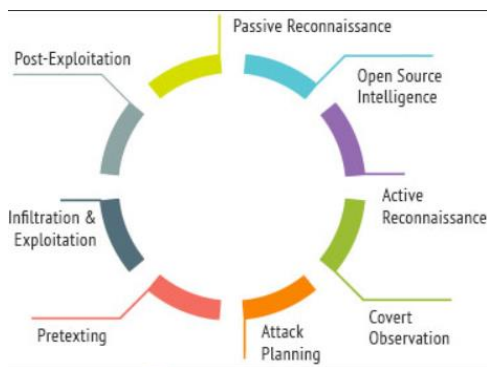 Passive Reconnaissance
Open Source
Intelligence
Active
Reconnaissance
Covert
Observation
Attack
Planning
Pretexting
Infiltration &
Exploitation
Post-Exploitation